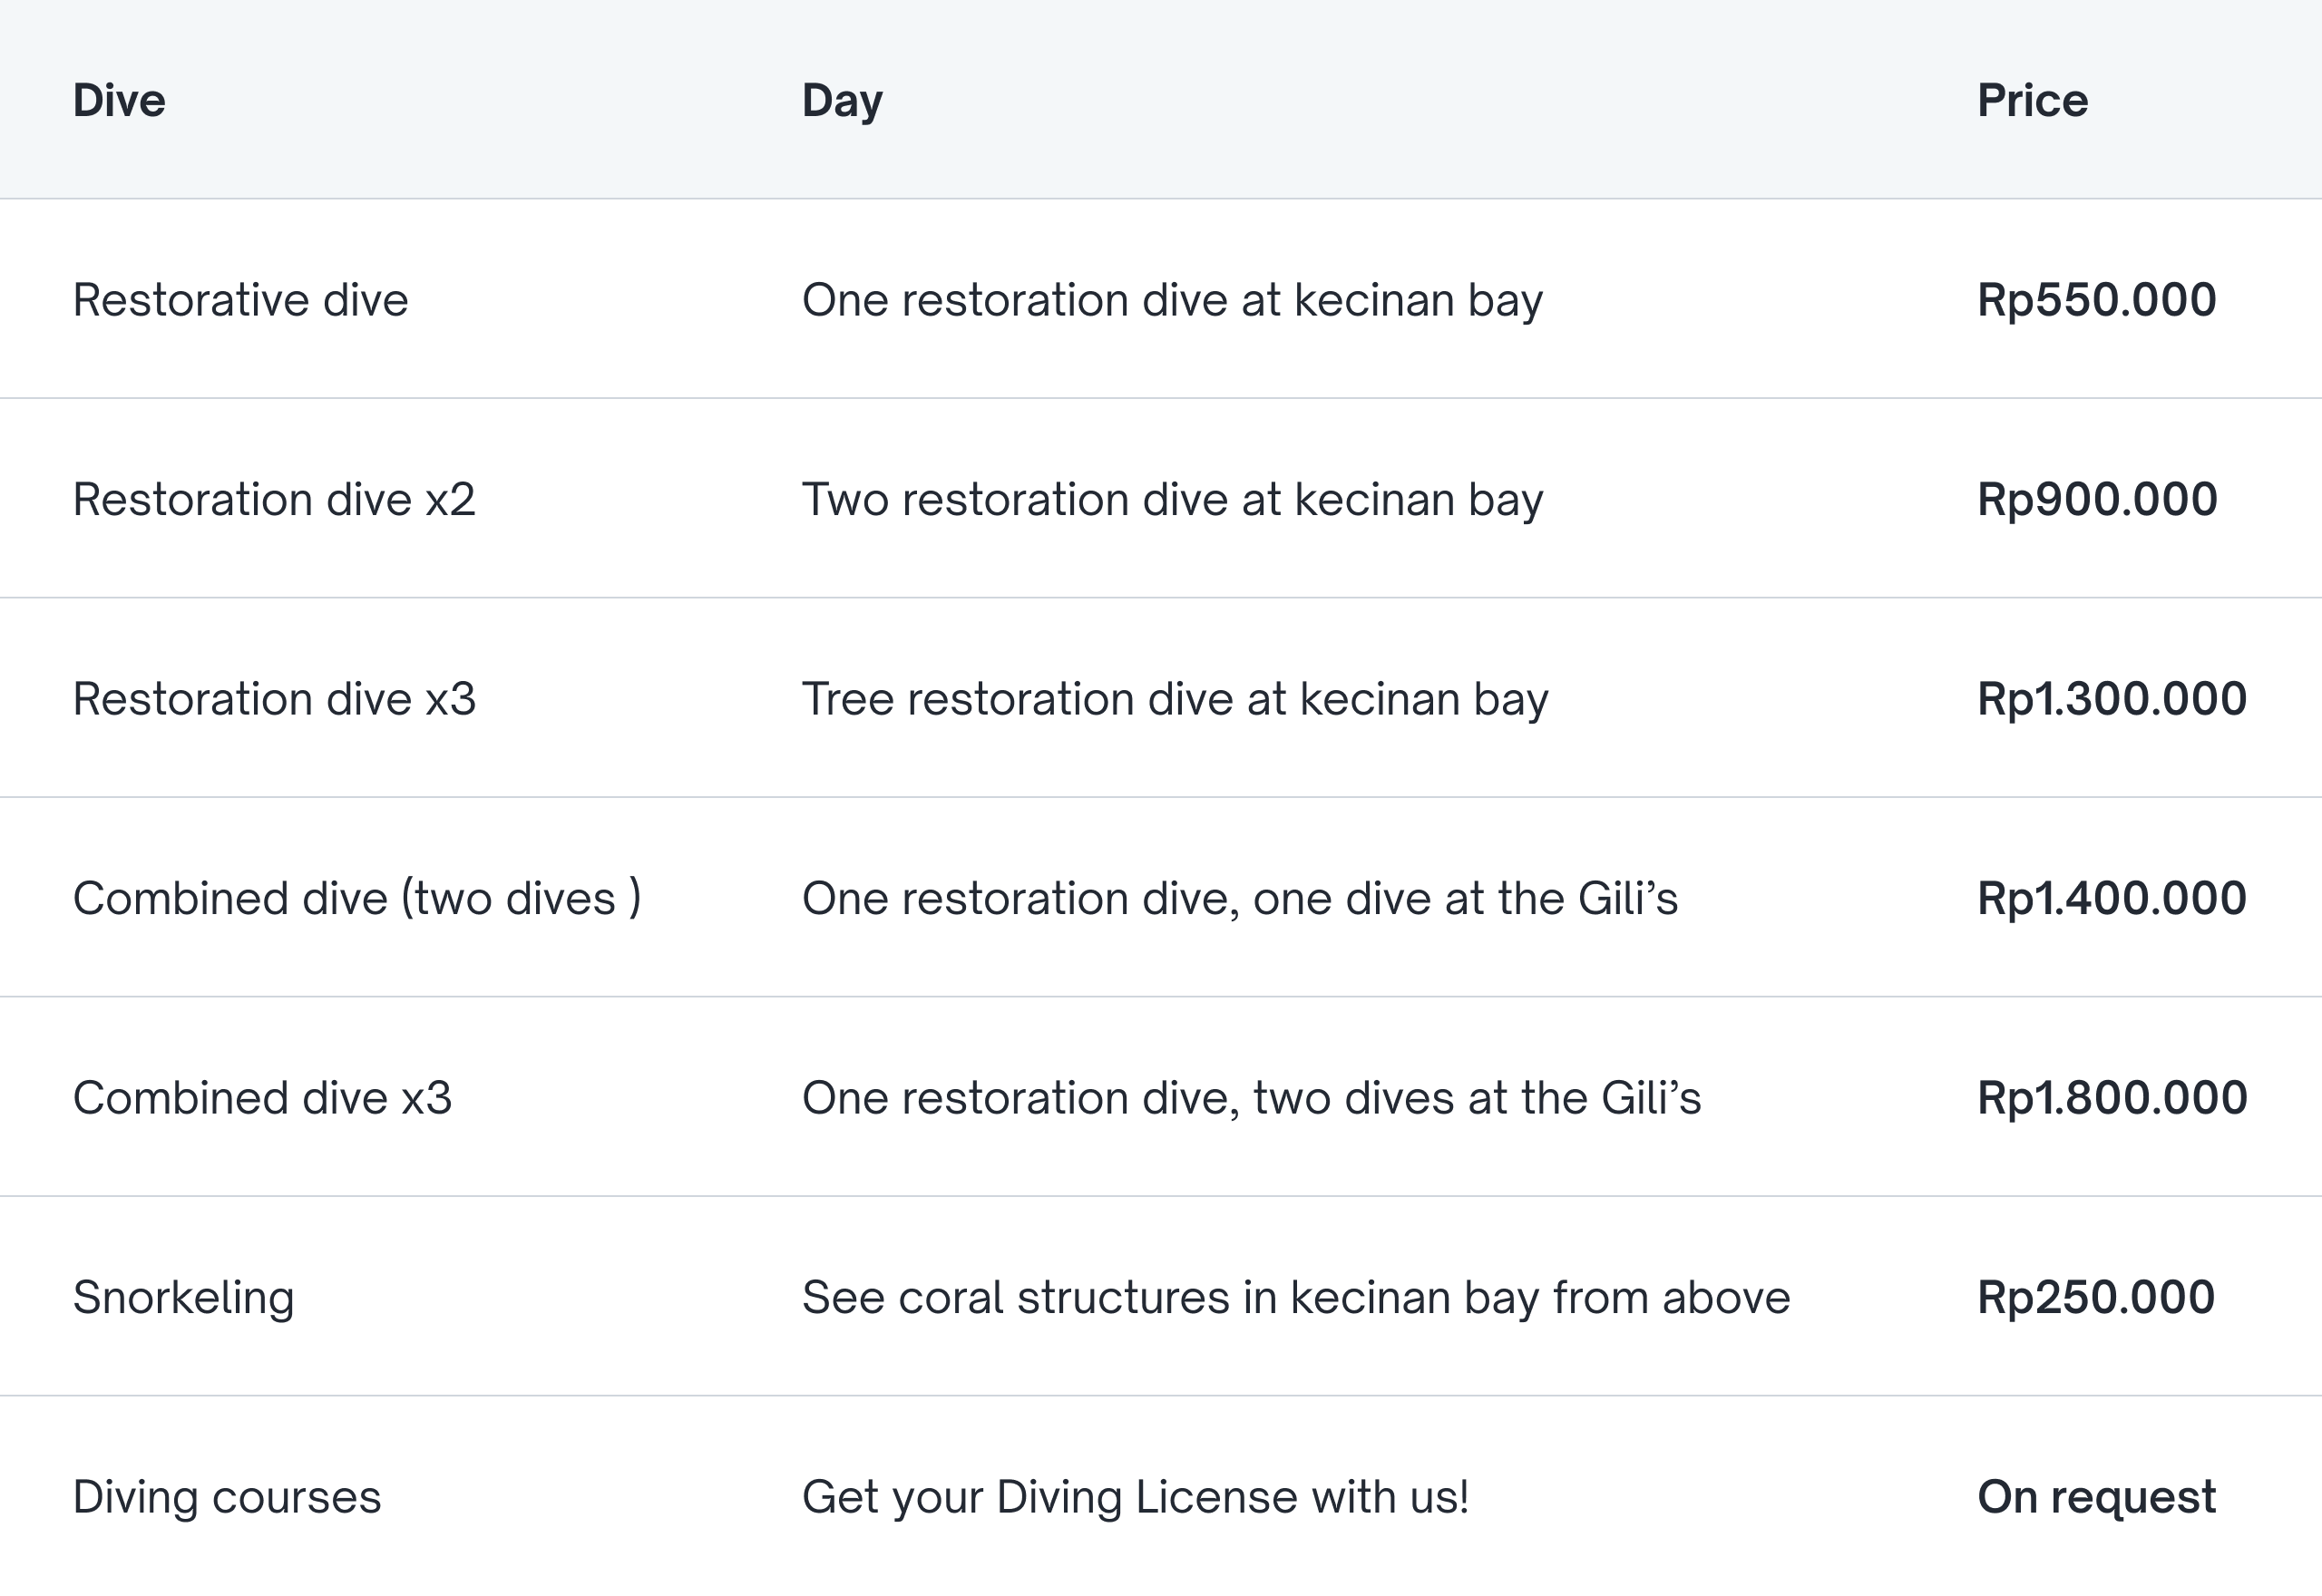 Dive Day Price
Restorative dive One restoration dive at kecinan bay Rp550.000
Restoration dive x2 Two restoration dive at kecinan bay Rp900.000
Restoration dive x3 Tree restoration dive at kecinan bay Rp1.300.000
Combined dive (two dives ) One restoration dive, one dive at the Gili’s Rp1.400.000
Combined dive x3 One restoration dive, two dives at the Gili’s Rp1.800.000
Snorkeling See coral structures in kecinan bay from above Rp250.000
Diving courses Get your Diving License with us! On request